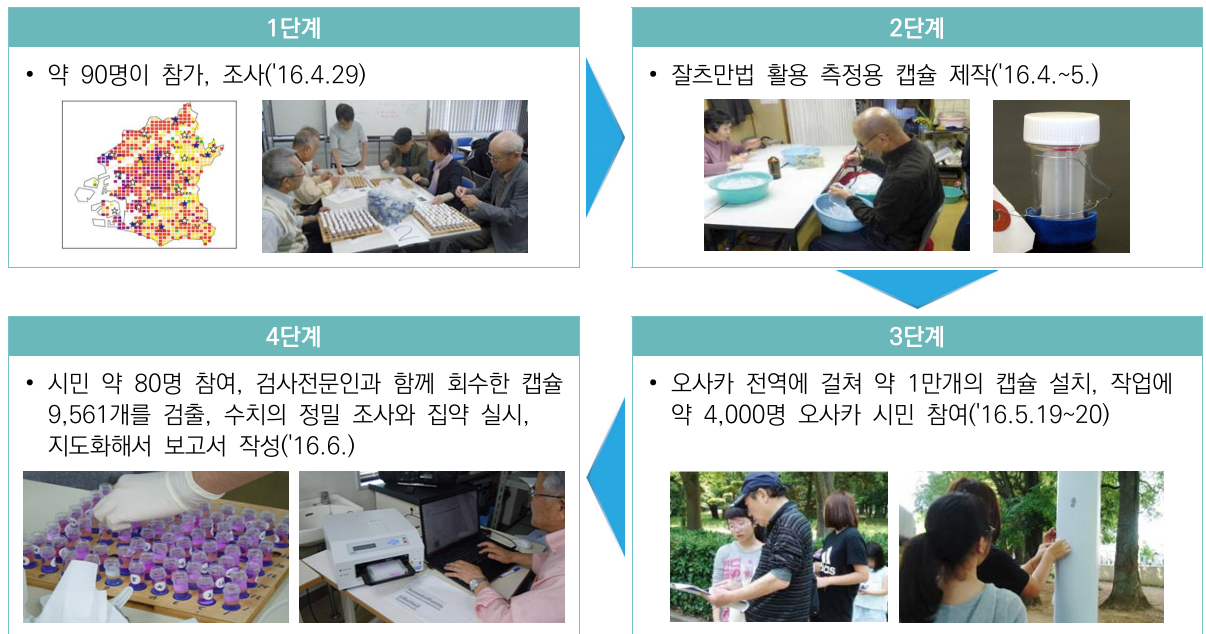 1단계
• 약 90명이 참가, 조사('16.4.29)
2
2단계
• 잘츠만법 활용 측정용 캡슐 제작('16.4.~5.)
3단계
• 오사카 전역에 걸쳐 약 1만개의 캡슐 설치, 작업에
약 4,000명 오사카 시민 참여('16.5.19~20)
4단계
• 시민 약 80명 참여, 검사전문인과 함께 회수한 캡슐
9,561개를 검출, 수치의 정밀 조사와 집약 실시,
지도화해서 보고서 작성('16.6.)